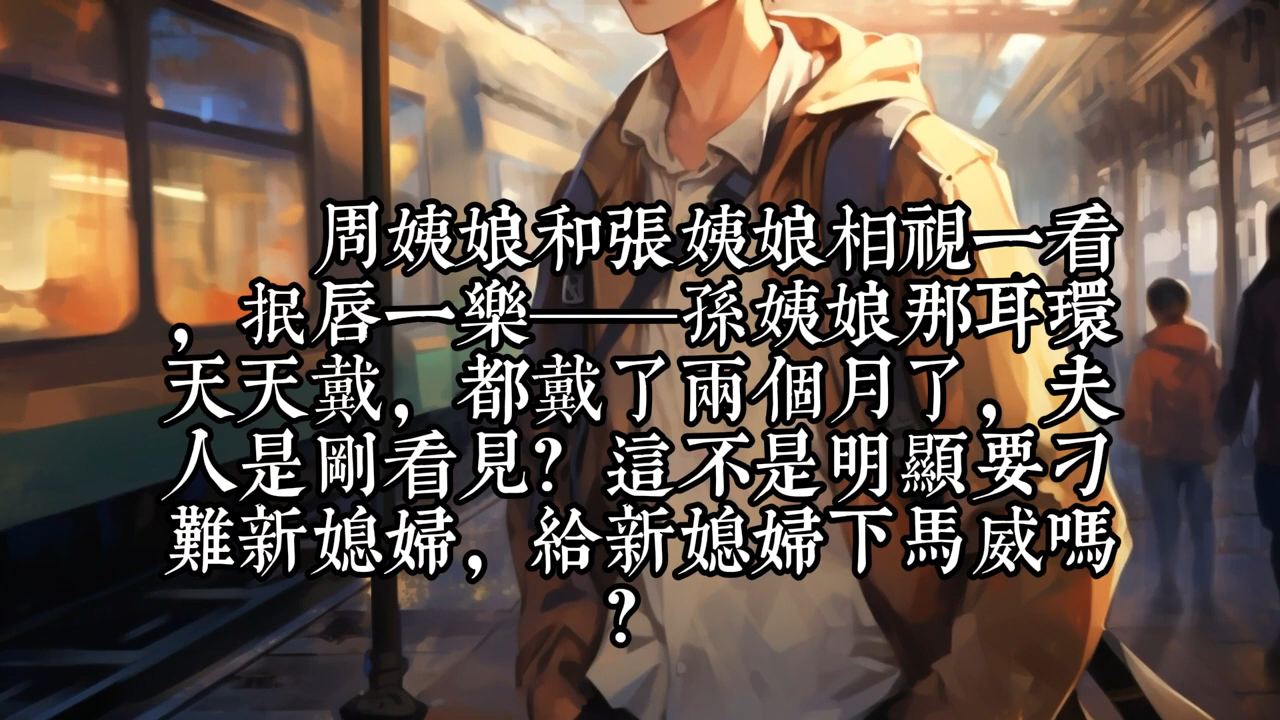 周姨娘和張姨娘相視一看
，抿唇一樂——孫姨娘那耳環
天天戴，都戴了兩個月了，夫
人是剛看見？這不是明顯要刁
難新媳婦，給新媳婦下馬威嗎
？